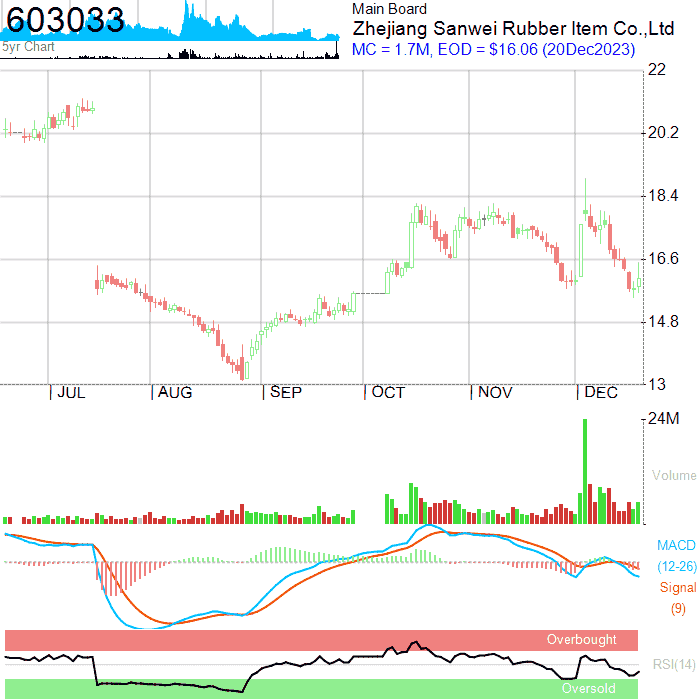 603033
5yr Chart
Main Board
Zhejiang Sanwei Rubber Item Co.,Ltd
MC = 1.7M, EOD = $16.06 (20Dec2023)
22
20.2
18.4
16.6
14.8
13
JUL AUG SEP OCT NOV DEC
24M
Volume
MACD
(12-26)
Signal
(9)
Overbought
RSI(14)
Oversold